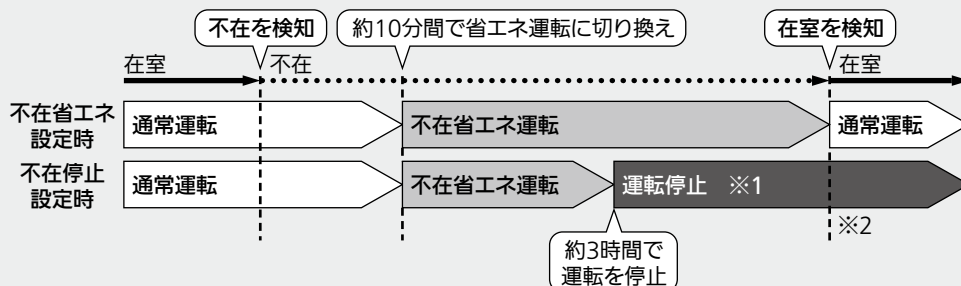 不在を検知
約10分間で省エネ運転に切り換え
在室を検知
在室
不在
在室
不在省エネ
設定時
通常運転
不在省エネ運転
通常運転
不在停止
設定時
通常運転
不在省エネ運転
運転停止 ※1
※2
約3時間で
運転を停止